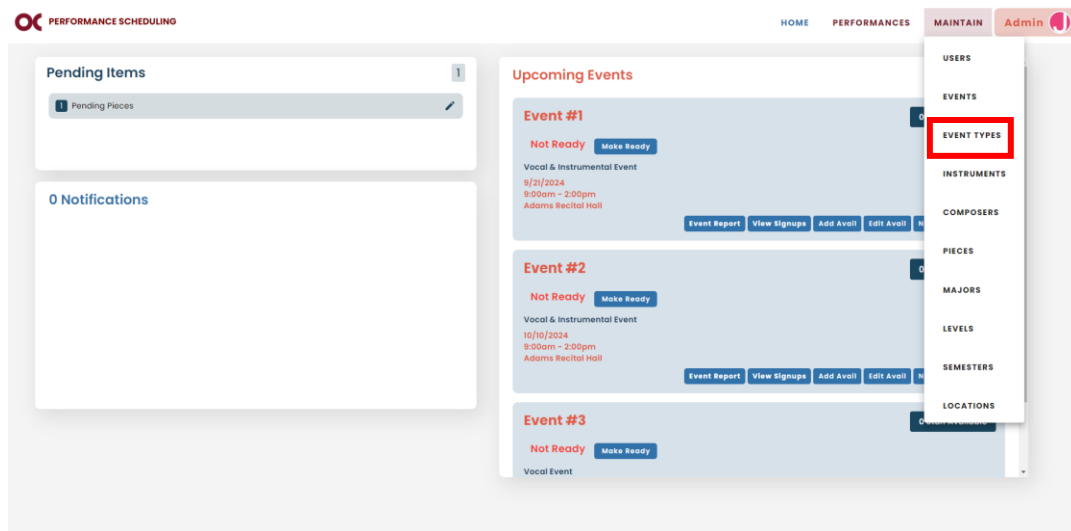 PERFORMANCE SCHEDULING
HOME PERFORMANCES MAINTAIN Admin J
USERS
EVENTS
EVENT TYPES
INSTRUMENTS
COMPOSERS
PIECES
MAJORS
LEVELS
SEMESTERS
LOCATIONS
Pending Items 1
1 Pending Pieces
0 Notifications
Upcoming Events
Event #1
0
Not Ready Make Ready
Vocal & Instrumental Event
9/21/2024
9:00am - 2:00pm
Adams Recital Hall
Event Report View Signups Add Avail Edit Avail
Event #2
0
Not Ready Make Ready
Vocal & Instrumental Event
10/10/2024
9:00am - 2:00pm
Adams Recital Hall
Event Report View Signups Add Avail Edit Avail
Event #3
Not Ready Make Ready
Vocal Event